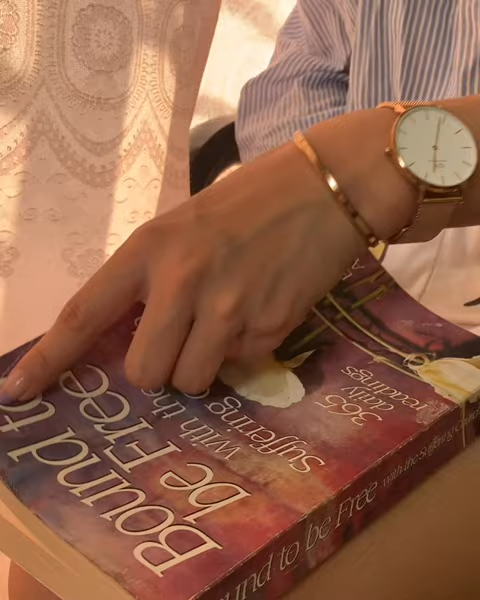 Bound to
be Free
with the
Suffering
365
daily
readings
ound to be Free with the Suffering